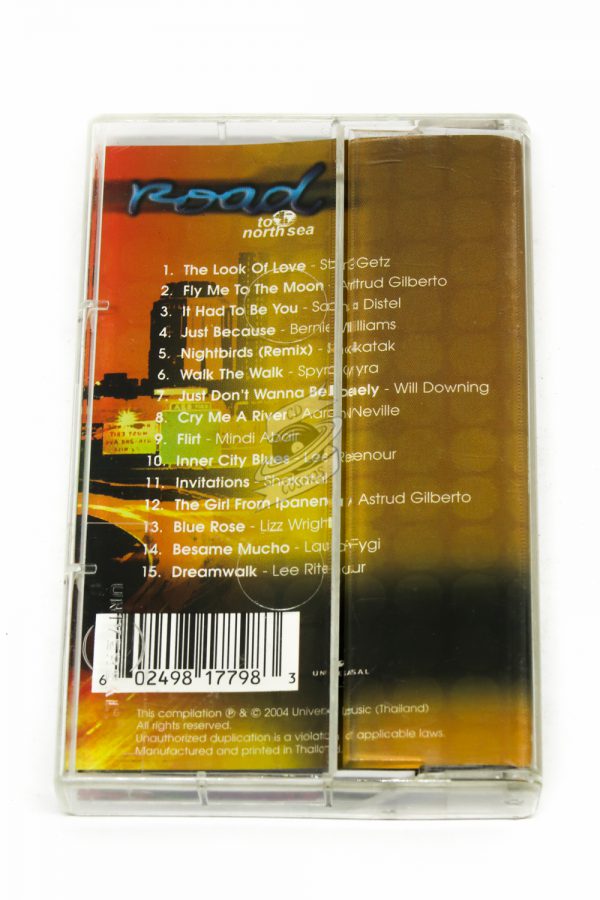 Road
to
north sea
1. The Look Of Love - Stan Getz
2. Fly Me To The Moon - Astrud Gilberto
3. It Had To Be You - Sacha Distel
4. Just Because - Bernie Williams
5. Nightbirds (Remix) - Shakatak
6. Walk The Walk - Spyro Gyra
7. Just Don't Wanna Be Lonely - Will Downing
8. Cry Me A River - Aaron Neville
9. Flirt - Mindi Abair
10. Inner City Blues - Lee Ritenour
11. Invitations - Shakatak
12. The Girl From Ipanema - Astrud Gilberto
13. Blue Rose - Lizz Wright
14. Besame Mucho - Laura Fygi
15. Dreamwalk - Lee Ritenour
6 02498 17798 3
UNIVERSAL
This compilation ℗ & © 2004 Universal Music (Thailand)
All rights reserved.
Unauthorized duplication is a violation of applicable laws.
Manufactured and printed in Thailand.